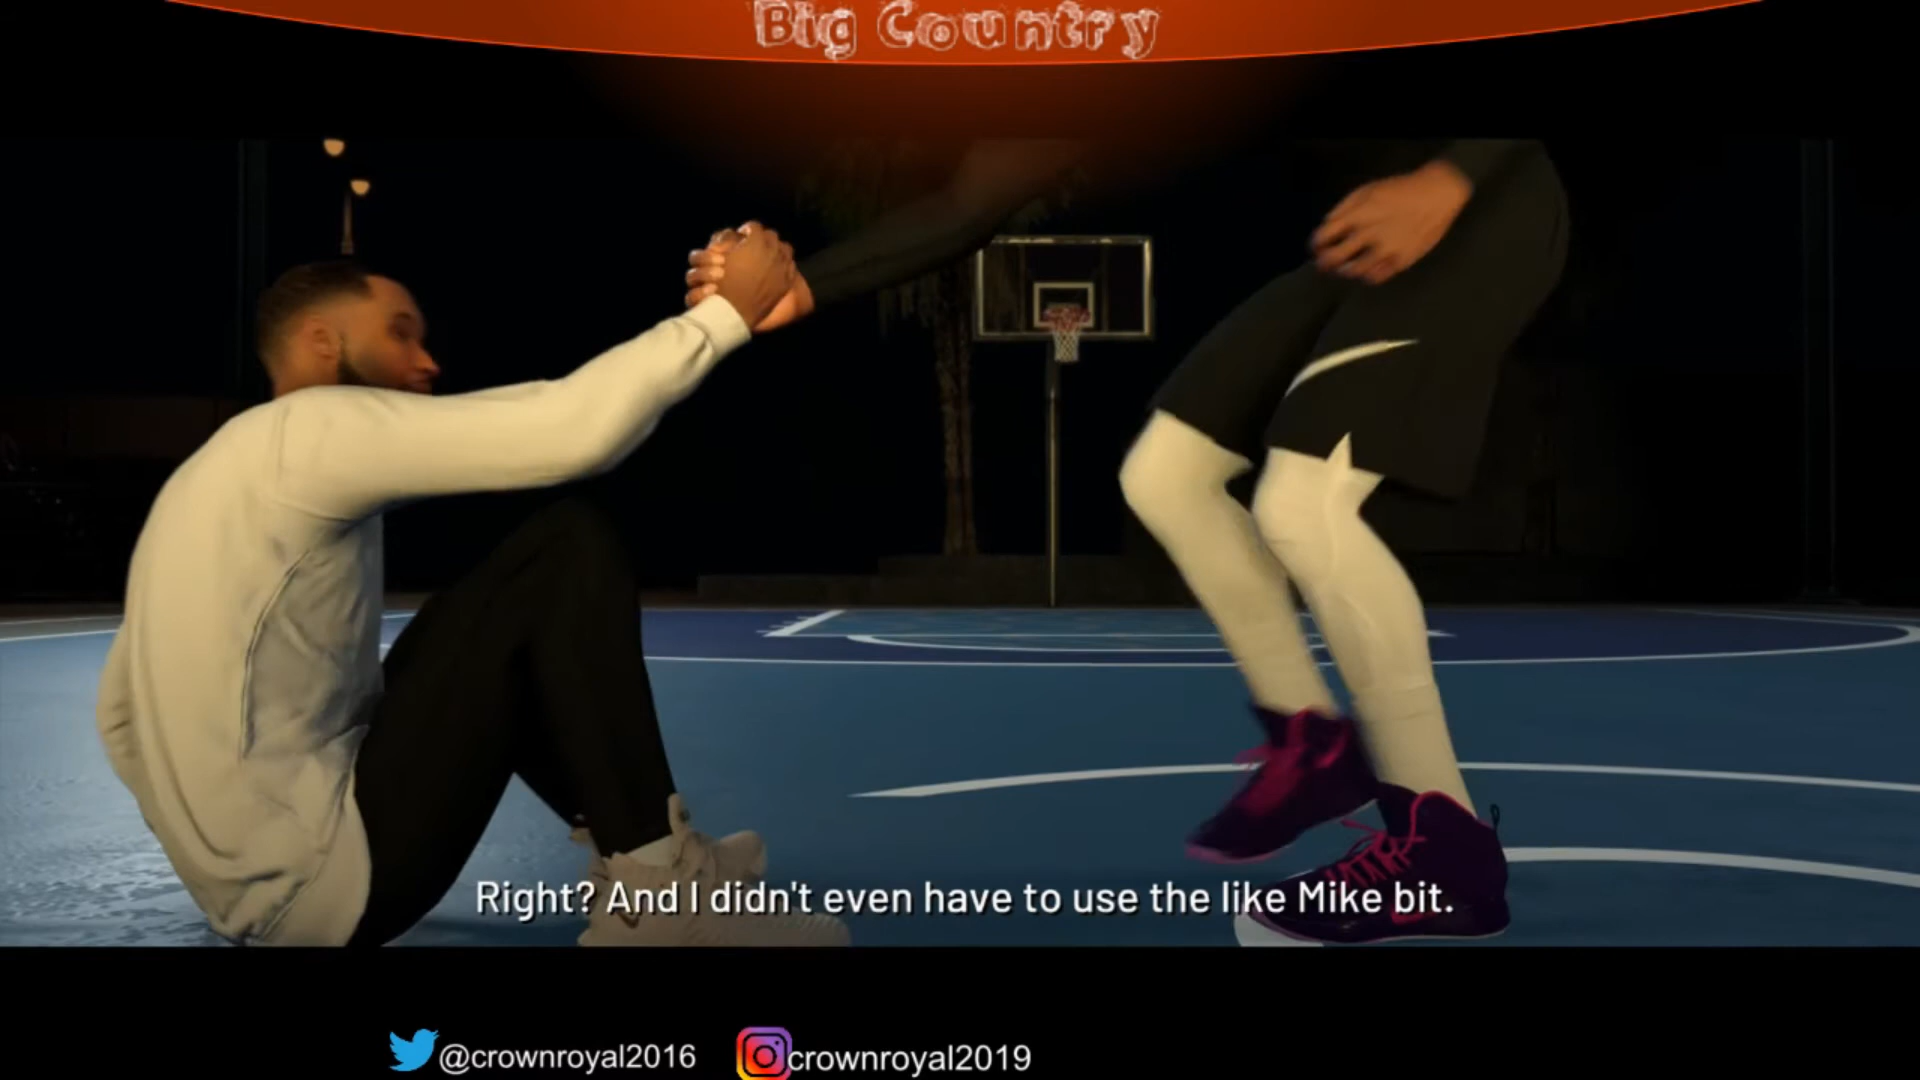 Big Country
Right? And I didn't even have to use the like Mike bit.
@crownroyal2016
crownroyal2019